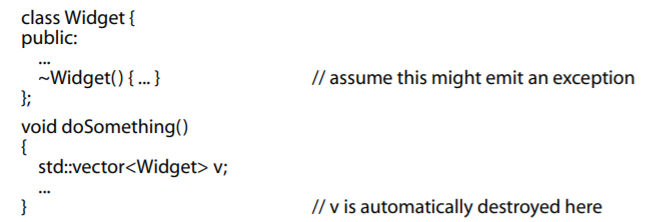 class Widget {
public:
...
~Widget() { ... } // assume this might emit an exception
};
void doSomething()
{
std::vector<Widget> v;
...
} // v is automatically destroyed here